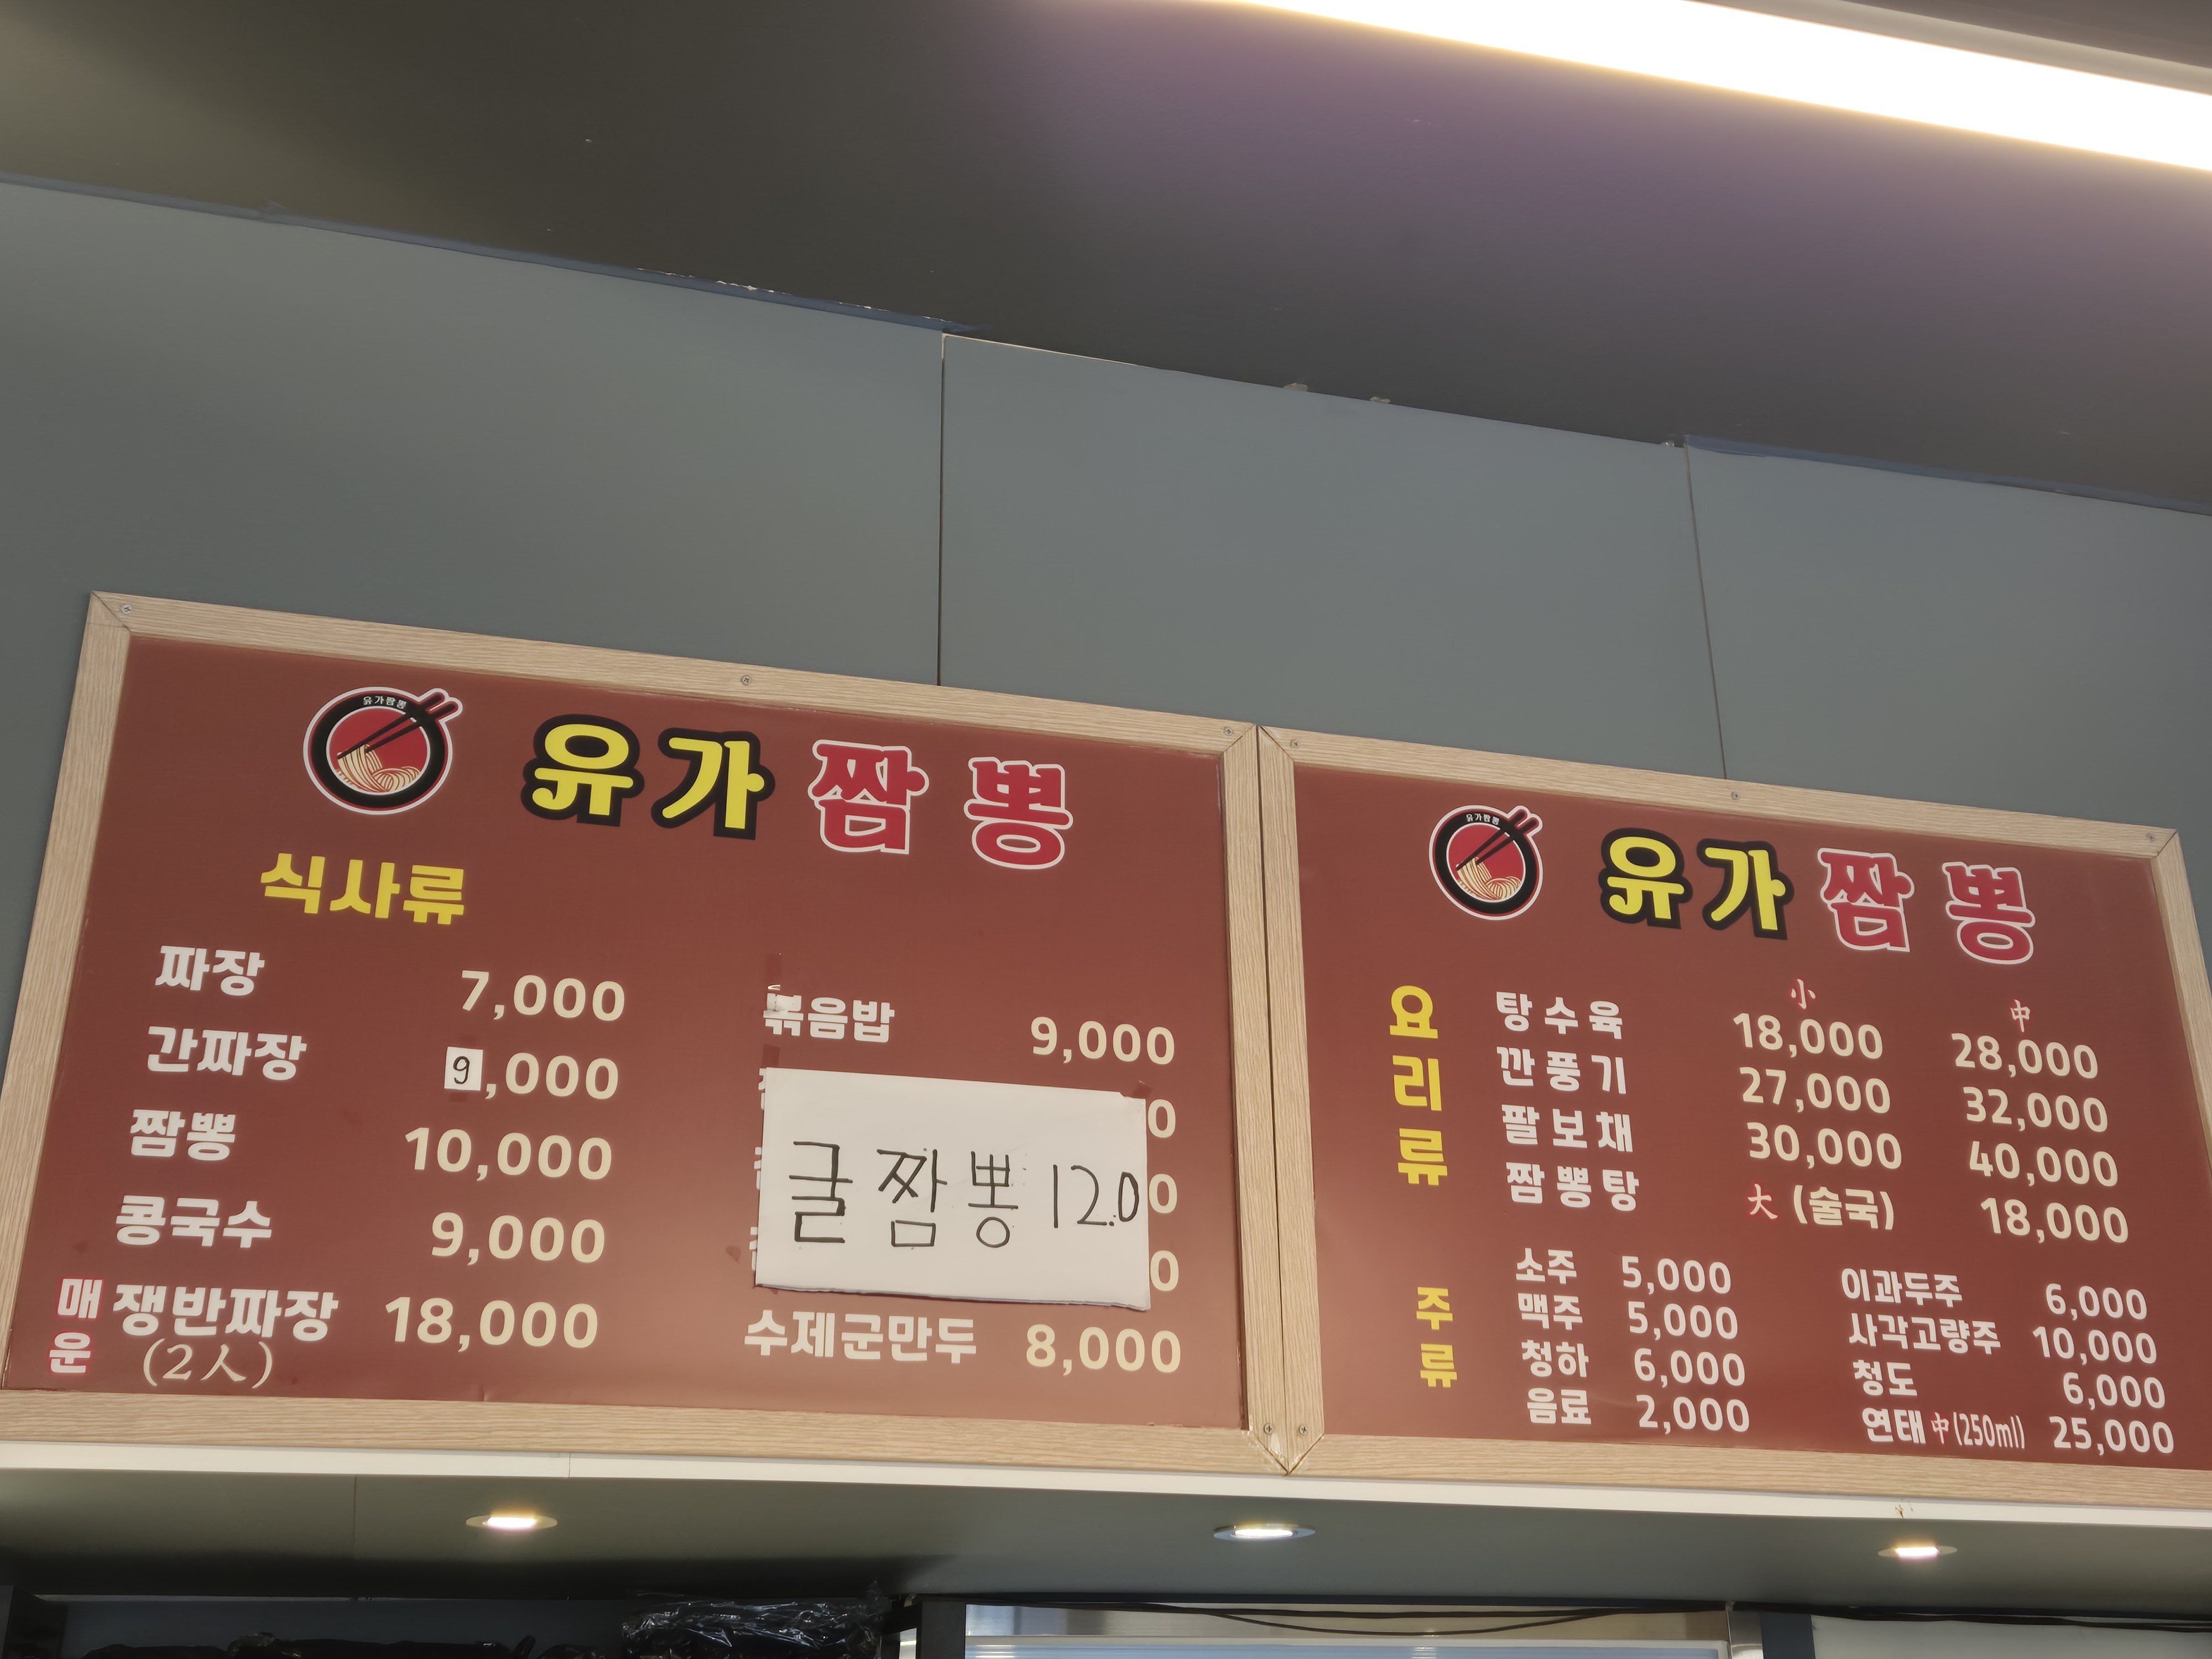 유가짬뽕
유가 짬뽕
식사류
짜장 7,000
간짜장 9,000
짬뽕 10,000
콩국수 9,000
매운 쟁반짜장 18,000
(2人)
볶음밥 9,000
0
굴짬뽕 12.0
0
0
수제군만두 8,000
유가짬뽕
유가 짬뽕
요리류
小 中
탕수육 18,000 28,000
깐풍기 27,000 32,000
팔보채 30,000 40,000
짬뽕탕 大 (술국) 18,000
주류
소주 5,000 이과두주 6,000
맥주 5,000 사각고량주 10,000
청하 6,000 청도 6,000
음료 2,000 연태 中 (250ml) 25,000